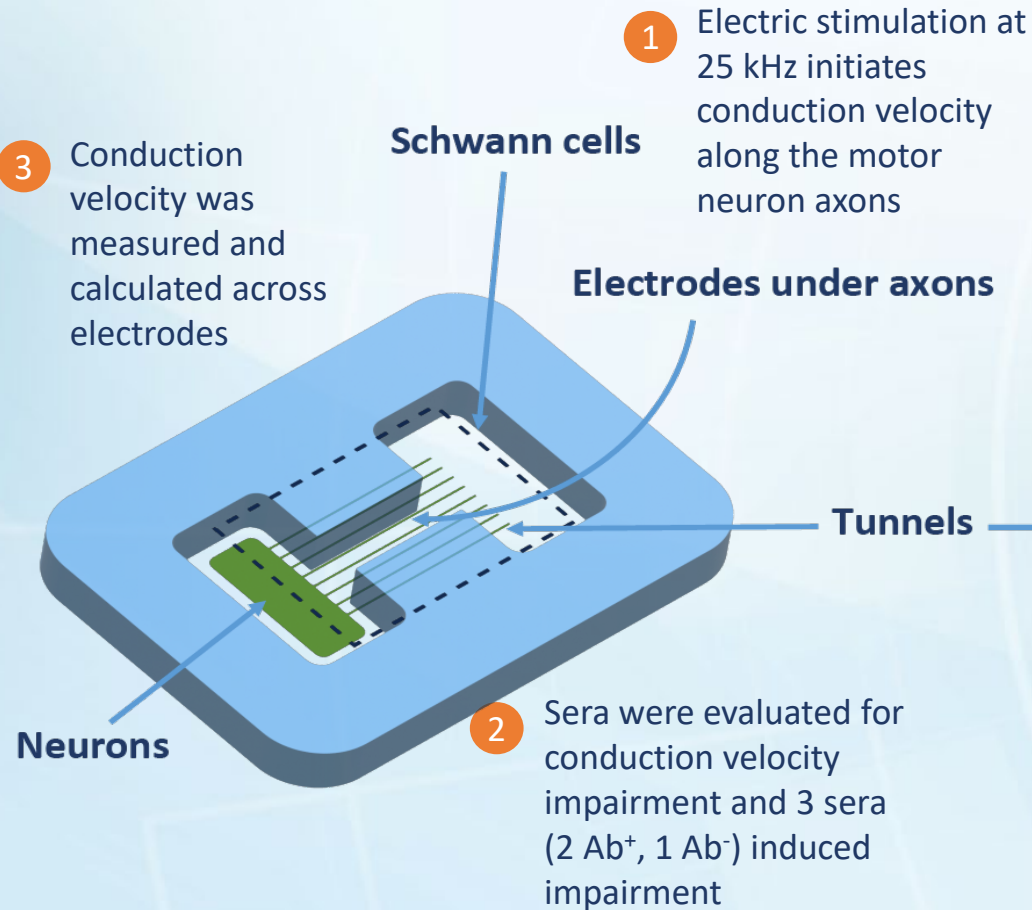 1
Electric stimulation at
25 kHz initiates
conduction velocity
along the motor
neuron axons
3
Conduction
velocity was
measured and
calculated across
electrodes
Schwann cells
Electrodes under axons
Tunnels
Neurons
2
Sera were evaluated for
conduction velocity
impairment and 3 sera
(2 Ab⁺, 1 Ab⁻) induced
impairment